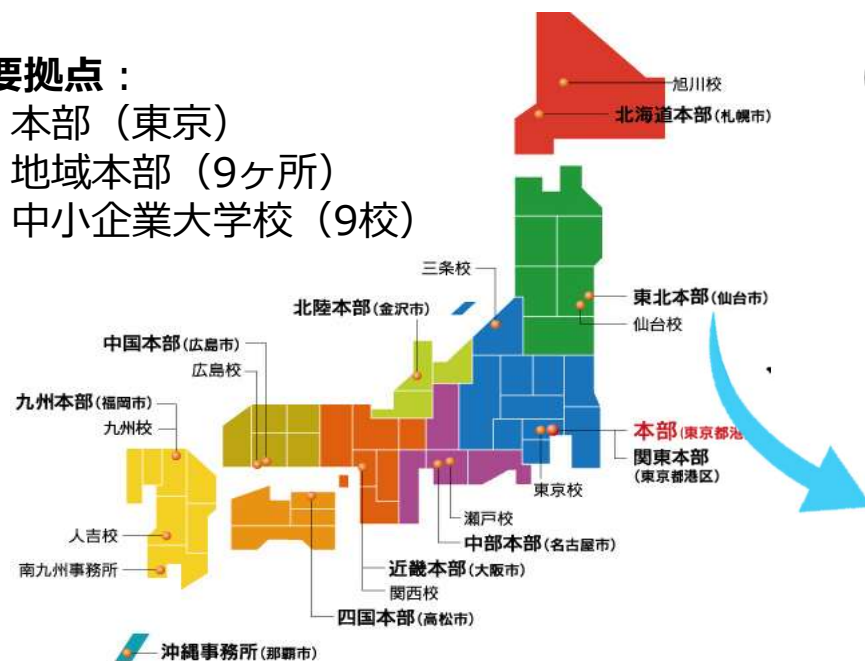 要拠点：
本部（東京）
地域本部（9ヶ所）
中小企業大学校（9校）
旭川校
北海道本部(札幌市)
三条校
東北本部(仙台市)
仙台校
北陸本部(金沢市)
中国本部(広島市)
広島校
九州本部(福岡市)
九州校
本部(東京都港
関東本部
(東京都港区)
東京校
瀬戸校
中部本部(名古屋市)
人吉校
南九州事務所
近畿本部(大阪市)
関西校
四国本部(高松市)
沖縄事務所(那覇市)